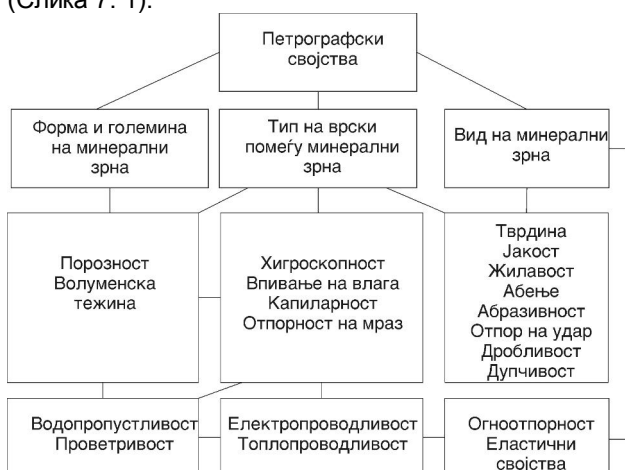 (Слика 7. 1).
Петрографски
својства
Форма и големина
на минерални
зрна
Тип на врски
помеѓу минерални
зрна
Вид на минерални
зрна
Порозност
Волуменска
тежина
Хигроскопност
Впивање на влага
Капиларност
Отпорност на мраз
Тврдина
Јакост
Жилавост
Абење
Абразивност
Отпор на удар
Дробливост
Дупчивост
Водопропустливост
Проветривост
Електропроводливост
Топлопроводливост
Огноотпорност
Еластични
својства